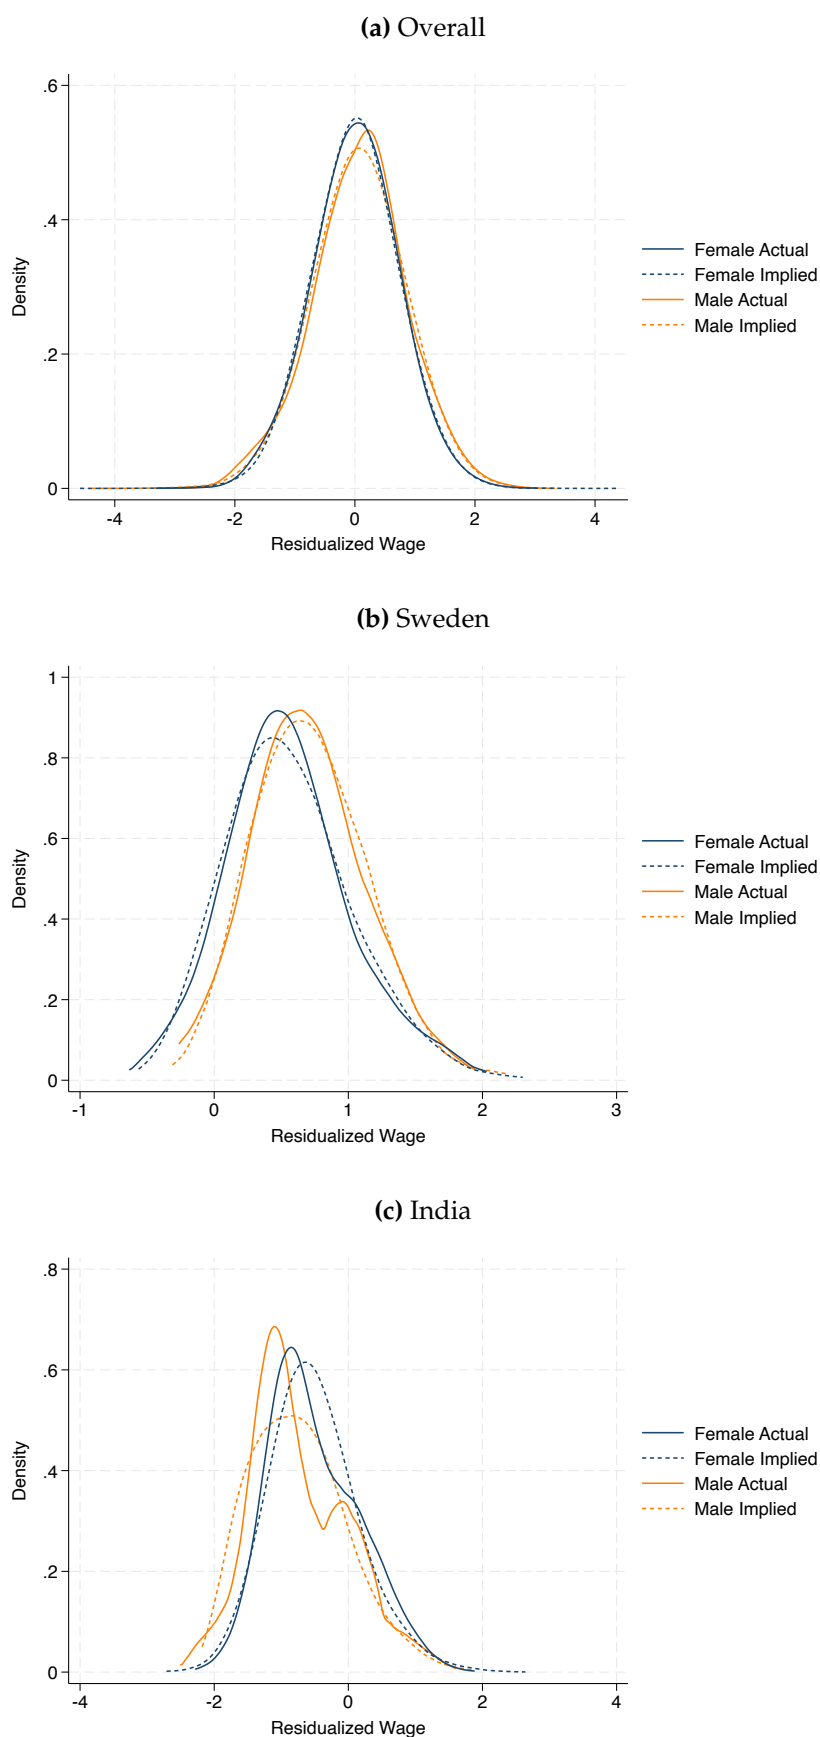 (a) Overall
.6
.4
.2
0
Density
-4 -2 0 2 4
Residualized Wage
Female Actual
Female Implied
Male Actual
Male Implied
(b) Sweden
1
.8
.6
.4
.2
0
Density
-1 0 1 2 3
Residualized Wage
Female Actual
Female Implied
Male Actual
Male Implied
(c) India
.8
.6
.4
.2
0
Density
-4 -2 0 2 4
Residualized Wage
Female Actual
Female Implied
Male Actual
Male Implied